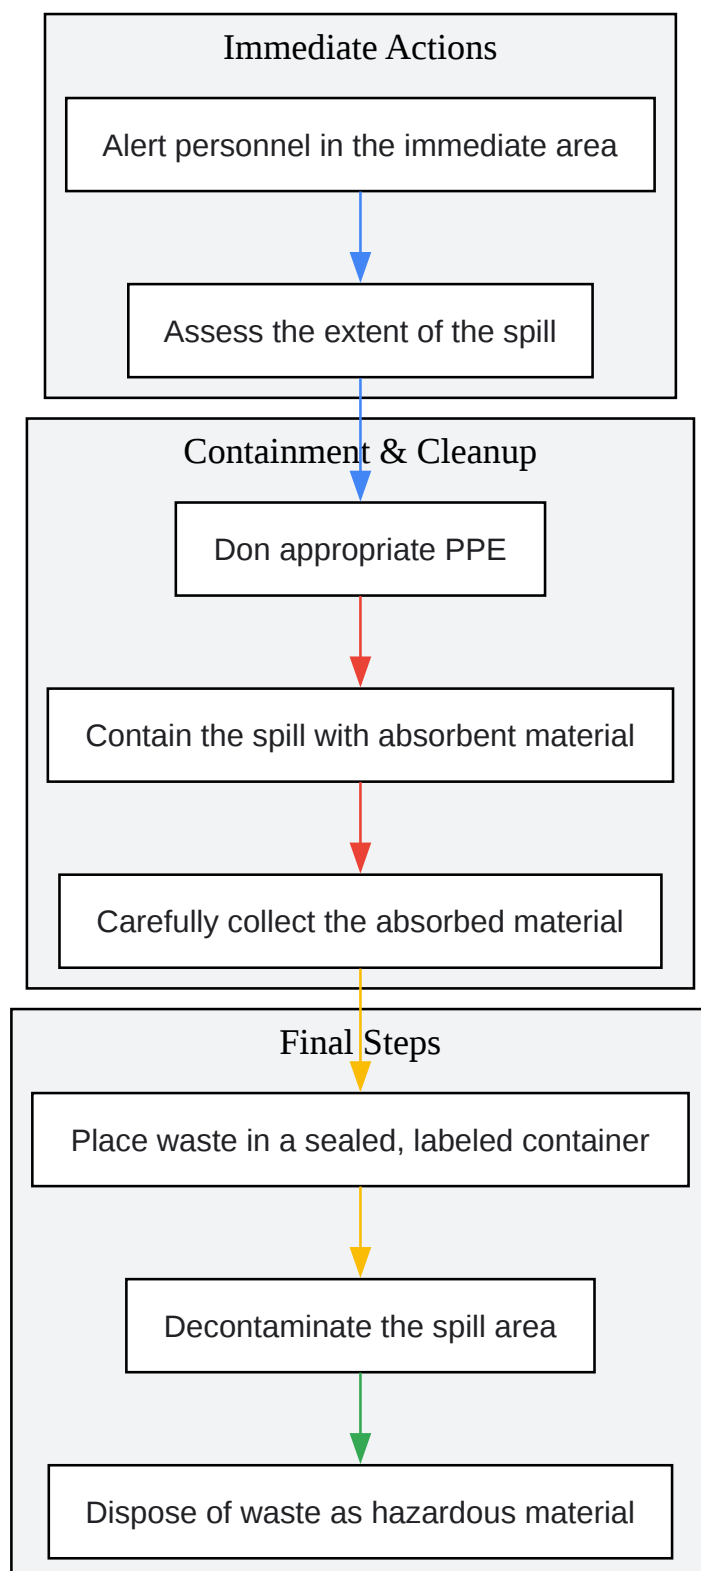 Immediate Actions
Alert personnel in the immediate area
Assess the extent of the spill
Containment & Cleanup
Don appropriate PPE
Contain the spill with absorbent material
Carefully collect the absorbed material
Final Steps
Place waste in a sealed, labeled container
Decontaminate the spill area
Dispose of waste as hazardous material